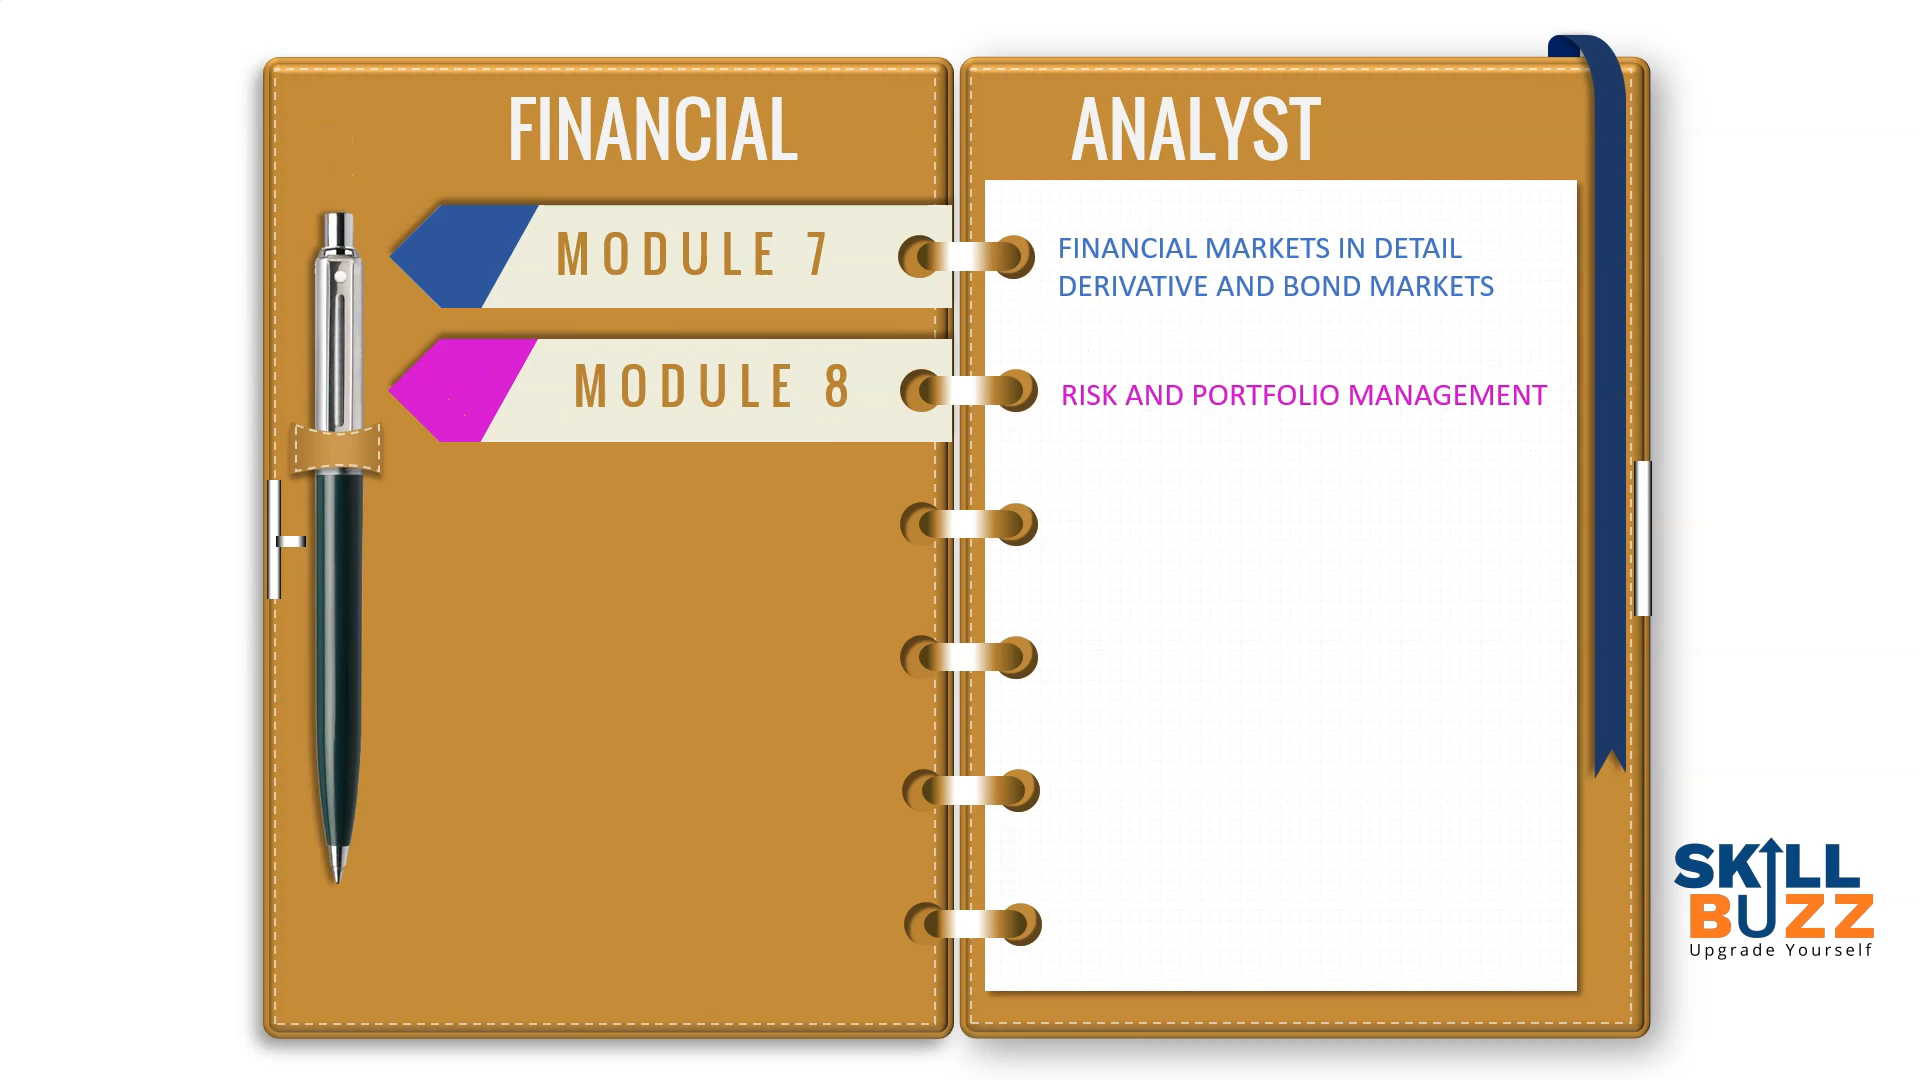 FINANCIAL ANALYST
MODULE 7
FINANCIAL MARKETS IN DETAIL
DERIVATIVE AND BOND MARKETS
MODULE 8
RISK AND PORTFOLIO MANAGEMENT
SKILL
BUZZ
Upgrade Yourself